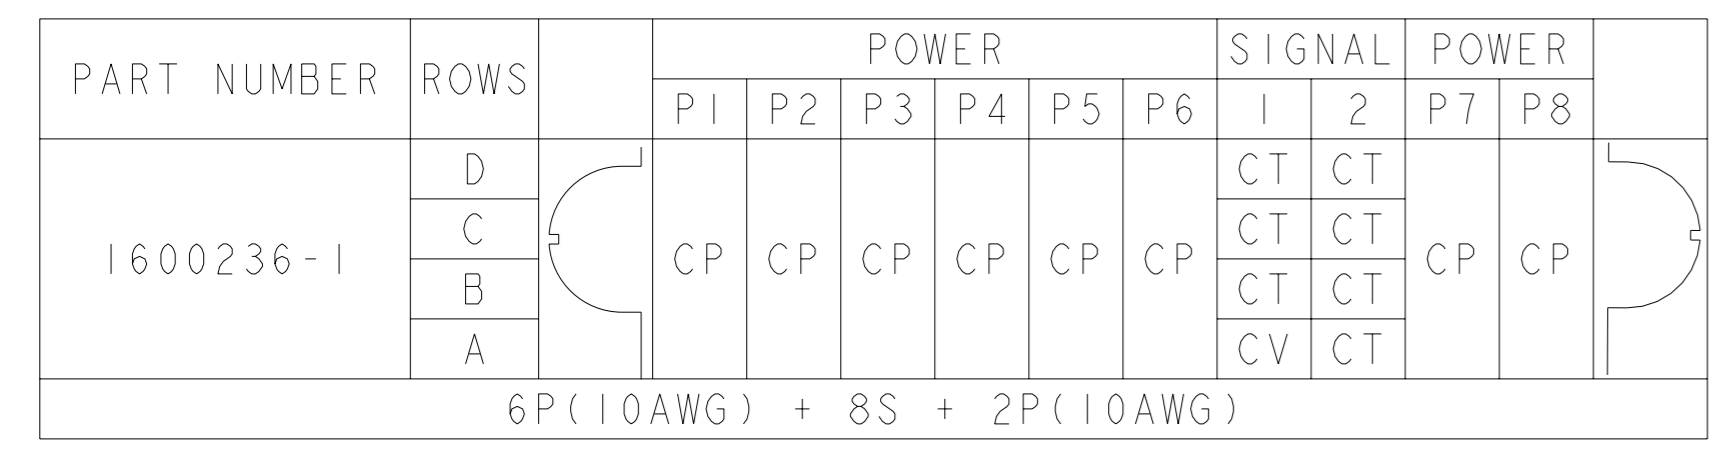 PART NUMBER ROWS POWER SIGNAL POWER
P1 P2 P3 P4 P5 P6 1 2 P7 P8
D CT CT
C CT CT
1600236-1 CP CP CP CP CP CP CP CP
B CT CT
A CV CT
6P(10AWG) + 8S + 2P(10AWG)